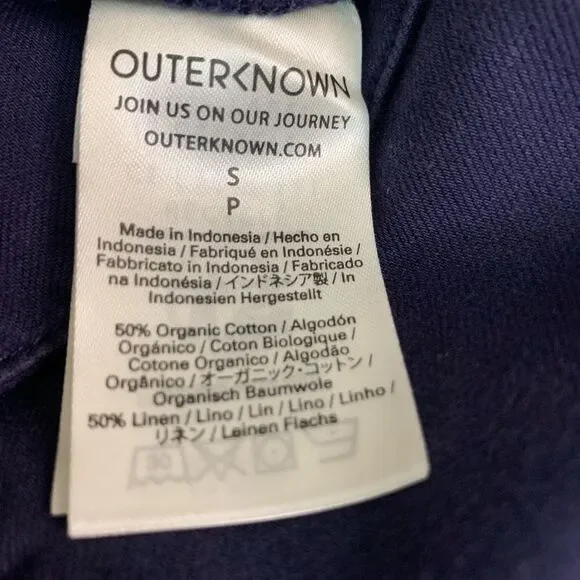 OUTERKNOWN
JOIN US ON OUR JOURNEY
OUTERKNOWN.COM
S
P
Made in Indonesia / Hecho en
Indonesia / Fabriqué en Indonésie /
Fabbricato in Indonesia / Fabricado
na Indonésia / インドネシア製 / In
Indonesien Hergestellt
50% Organic Cotton / Algodón
Orgánico / Coton Biologique /
Cotone Organico / Algodão
Orgânico / オーガニック・コットン /
Organisch Baumwole
50% Linen / Lino / Lin / Lino / Linho /
リネン / Leinen Flachs